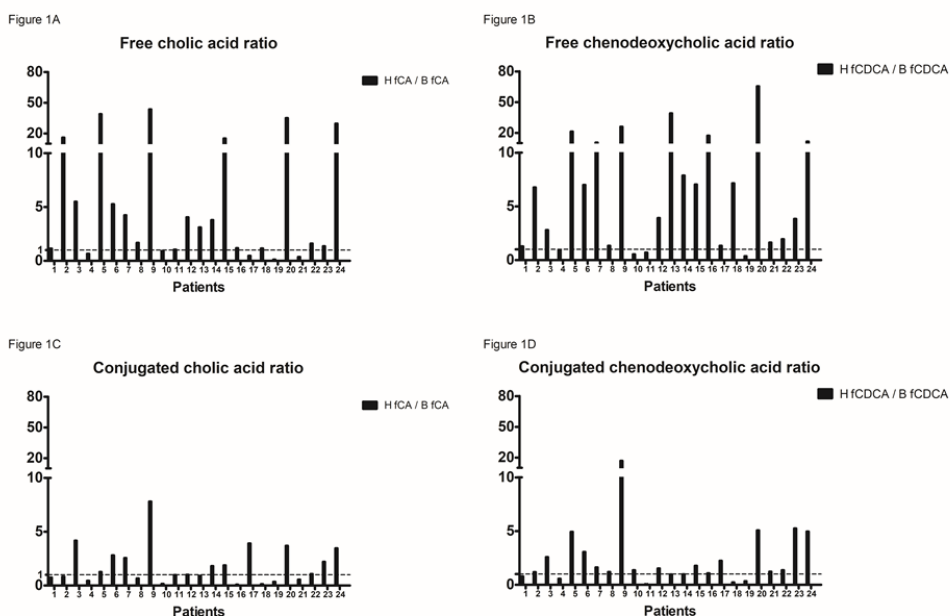 Figure 1A
Free cholic acid ratio
H fCA / B fCA
80
50
20
10
5
1
0
1 2 3 4 5 6 7 8 9 10 11 12 13 14 15 16 17 18 19 20 21 22 23 24
Patients
Figure 1B
Free chenodeoxycholic acid ratio
H fCDCA / B fCDCA
80
50
20
10
5
1
0
1 2 3 4 5 6 7 8 9 10 11 12 13 14 15 16 17 18 19 20 21 22 23 24
Patients
Figure 1C
Conjugated cholic acid ratio
H fCA / B fCA
80
50
20
10
5
1
0
1 2 3 4 5 6 7 8 9 10 11 12 13 14 15 16 17 18 19 20 21 22 23 24
Patients
Figure 1D
Conjugated chenodeoxycholic acid ratio
H fCDCA / B fCDCA
80
50
20
10
5
1
0
1 2 3 4 5 6 7 8 9 10 11 12 13 14 15 16 17 18 19 20 21 22 23 24
Patients